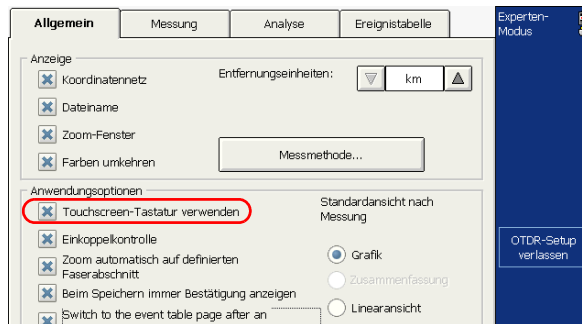 Allgemein
Messung
Analyse
Ereignistabelle
Experten-
Modus
Anzeige
Koordinatennetz
Entfernungseinheiten:
km
Dateiname
Zoom-Fenster
Farben umkehren
Messmethode...
Anwendungsoptionen
Touchscreen-Tastatur verwenden
Standardansicht nach
Messung
Einkoppelkontrolle
Grafik
Zoom automatisch auf definierten
Faserabschnitt
Zusammenfassung
Beim Speichern immer Bestätigung anzeigen
Linearansicht
Switch to the event table page after an
OTDR-Setup
verlassen